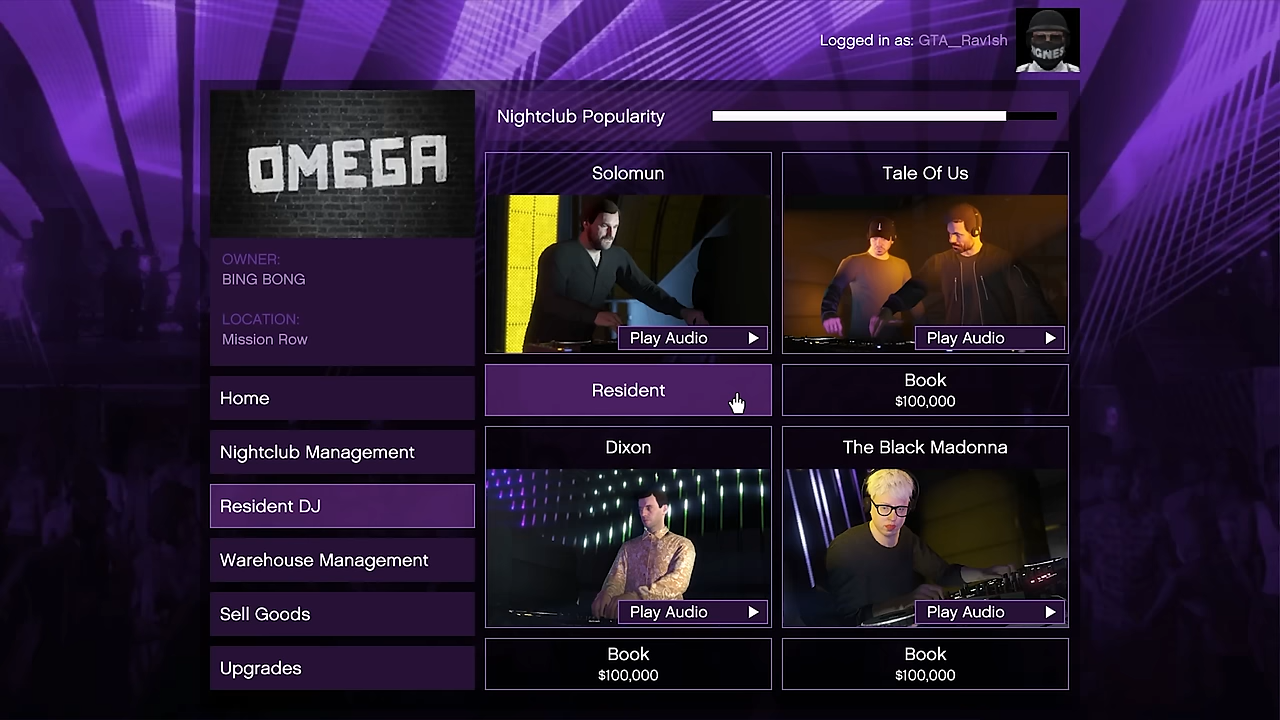 Logged in as: GTA__Rav1sh
OMEGA
OWNER:
BING BONG
LOCATION:
Mission Row
Home
Nightclub Management
Resident DJ
Warehouse Management
Sell Goods
Upgrades
Nightclub Popularity
Solomun
Play Audio
Resident
Tale Of Us
Play Audio
Book
$100,000
Dixon
Play Audio
Book
$100,000
The Black Madonna
Play Audio
Book
$100,000